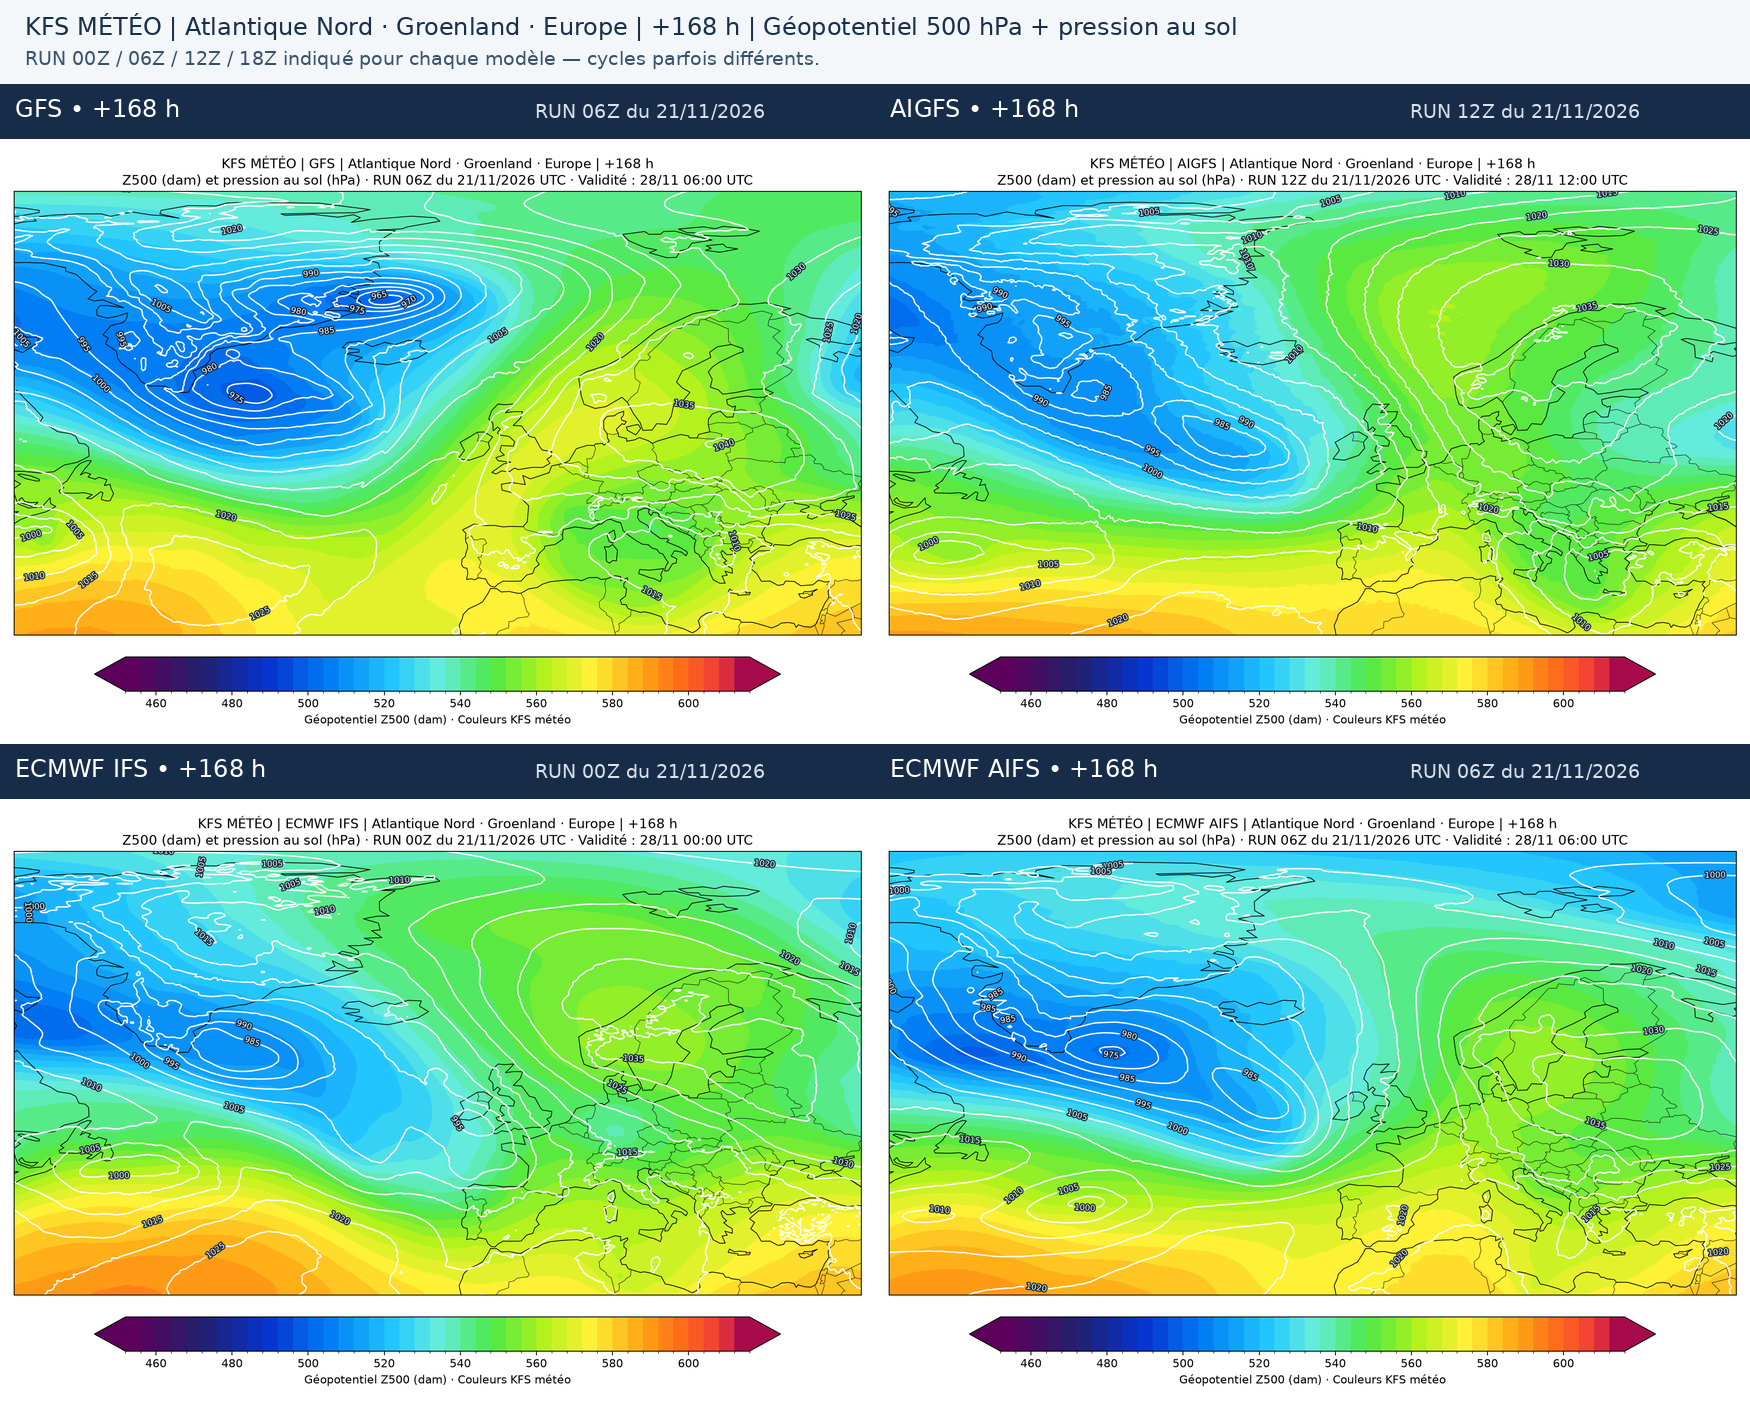 KFS MÉTÉO | Atlantique Nord · Groenland · Europe | +168 h | Géopotentiel 500 hPa + pression au sol
RUN 00Z / 06Z / 12Z / 18Z indiqué pour chaque modèle — cycles parfois différents.
GFS • +168 h
RUN 06Z du 21/11/2026
KFS MÉTÉO | GFS | Atlantique Nord · Groenland · Europe | +168 h
Z500 (dam) et pression au sol (hPa) · RUN 06Z du 21/11/2026 UTC · Validité : 28/11 06:00 UTC
460 480 500 520 540 560 580 600
Géopotentiel Z500 (dam) · Couleurs KFS météo
AIGFS • +168 h
RUN 12Z du 21/11/2026
KFS MÉTÉO | AIGFS | Atlantique Nord · Groenland · Europe | +168 h
Z500 (dam) et pression au sol (hPa) · RUN 12Z du 21/11/2026 UTC · Validité : 28/11 12:00 UTC
460 480 500 520 540 560 580 600
Géopotentiel Z500 (dam) · Couleurs KFS météo
ECMWF IFS • +168 h
RUN 00Z du 21/11/2026
KFS MÉTÉO | ECMWF IFS | Atlantique Nord · Groenland · Europe | +168 h
Z500 (dam) et pression au sol (hPa) · RUN 00Z du 21/11/2026 UTC · Validité : 28/11 00:00 UTC
460 480 500 520 540 560 580 600
Géopotentiel Z500 (dam) · Couleurs KFS météo
ECMWF AIFS • +168 h
RUN 06Z du 21/11/2026
KFS MÉTÉO | ECMWF AIFS | Atlantique Nord · Groenland · Europe | +168 h
Z500 (dam) et pression au sol (hPa) · RUN 06Z du 21/11/2026 UTC · Validité : 28/11 06:00 UTC
460 480 500 520 540 560 580 600
Géopotentiel Z500 (dam) · Couleurs KFS météo